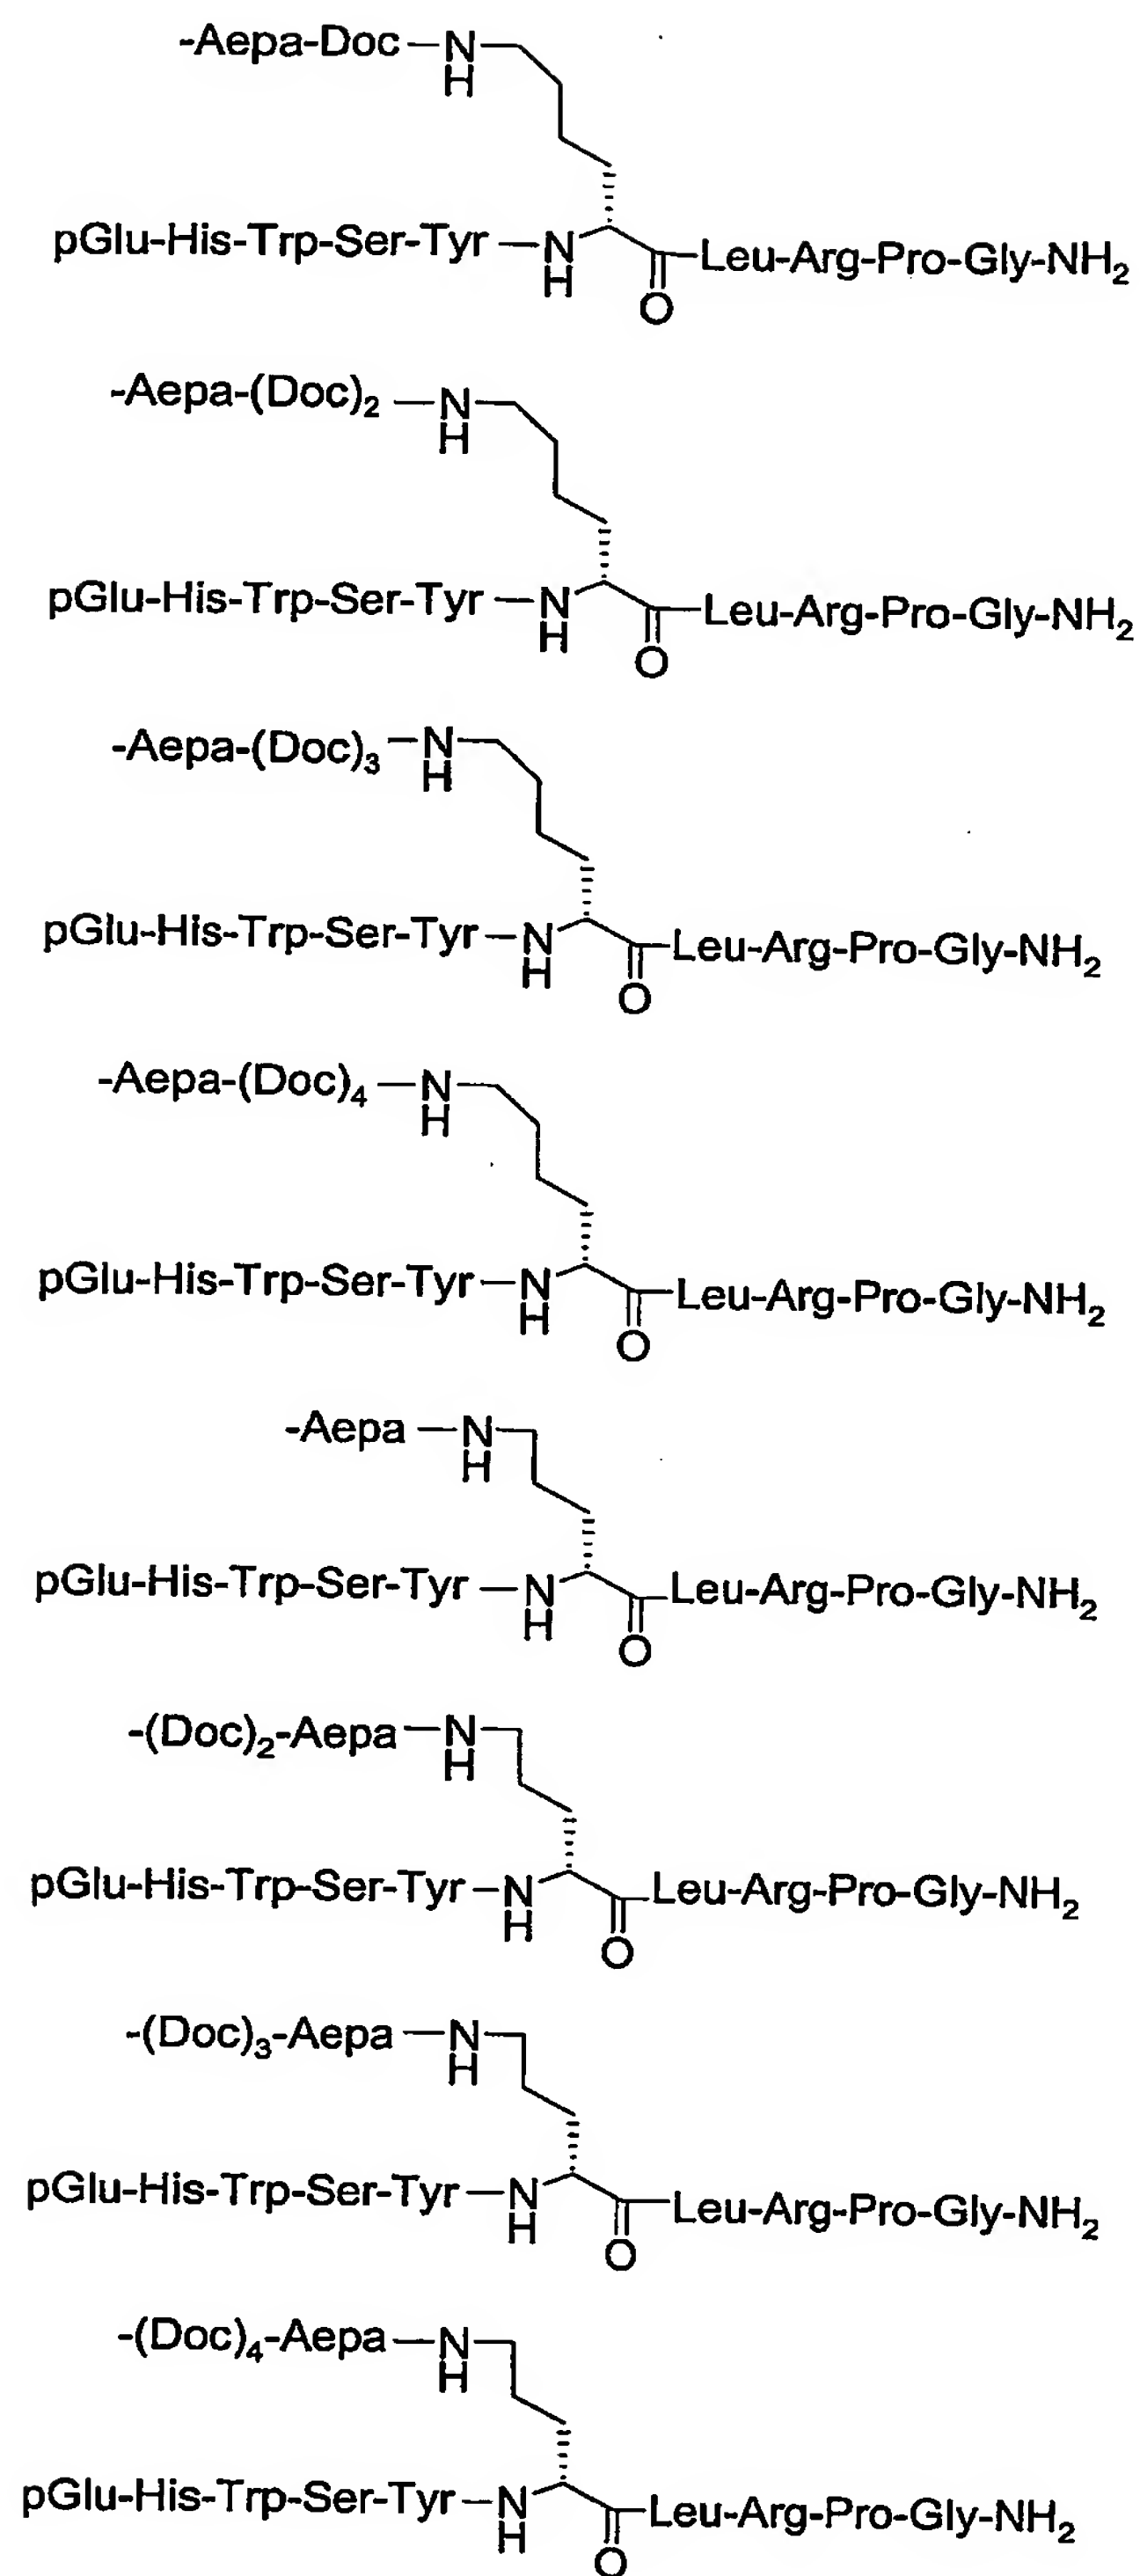 -Aepa-Doc—N
H
pGlu-His-Trp-Ser-Tyr—N Leu-Arg-Pro-Gly-NH₂
H
O
-Aepa-(Doc)₂—N
H
pGlu-His-Trp-Ser-Tyr—N Leu-Arg-Pro-Gly-NH₂
H
O
-Aepa-(Doc)₃—N
H
pGlu-His-Trp-Ser-Tyr—N Leu-Arg-Pro-Gly-NH₂
H
O
-Aepa-(Doc)₄—N
H
pGlu-His-Trp-Ser-Tyr—N Leu-Arg-Pro-Gly-NH₂
H
O
-Aepa—N
H
pGlu-His-Trp-Ser-Tyr—N Leu-Arg-Pro-Gly-NH₂
H
O
-(Doc)₂-Aepa—N
H
pGlu-His-Trp-Ser-Tyr—N Leu-Arg-Pro-Gly-NH₂
H
O
-(Doc)₃-Aepa—N
H
pGlu-His-Trp-Ser-Tyr—N Leu-Arg-Pro-Gly-NH₂
H
O
-(Doc)₄-Aepa—N
H
pGlu-His-Trp-Ser-Tyr—N Leu-Arg-Pro-Gly-NH₂
H
O